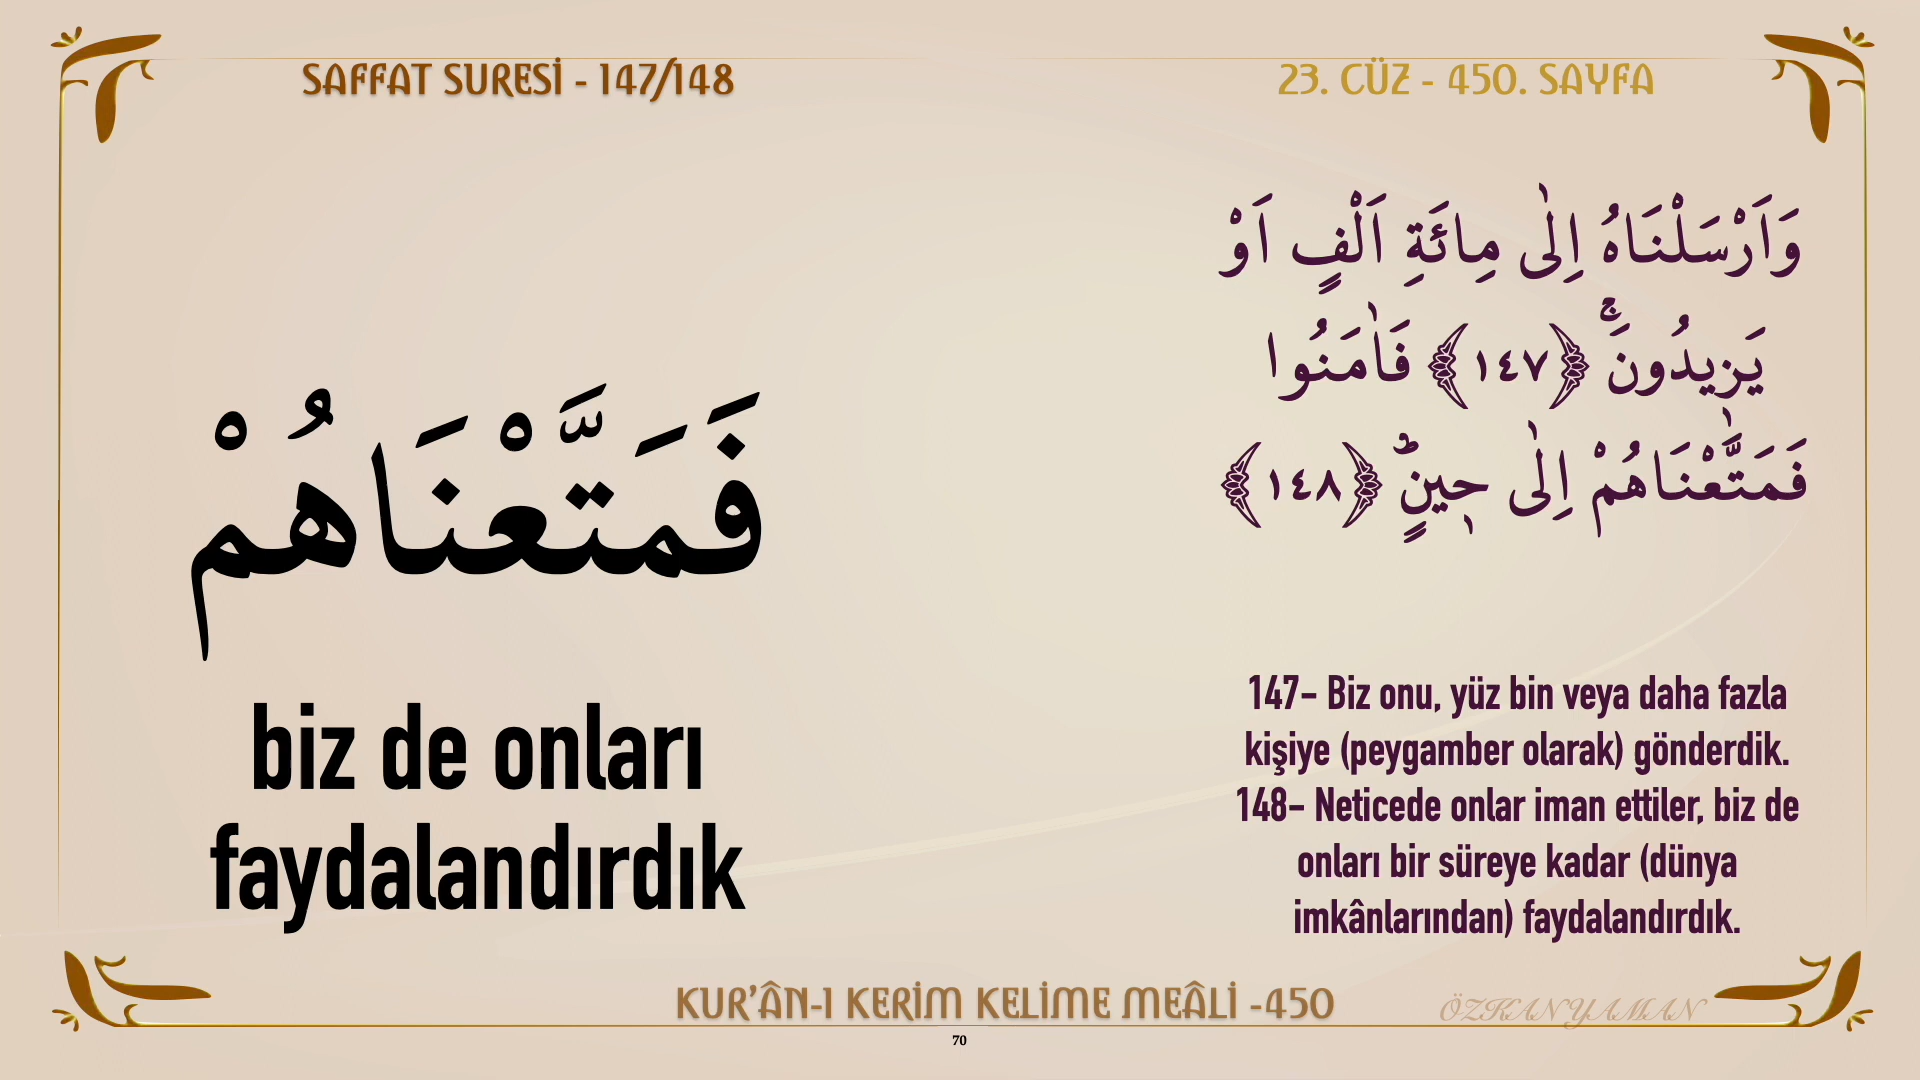 SAFFAT SURESİ - 147/148
23. CÜZ - 450. SAYFA
فَمَتَّعْنَاهُمْ
biz de onları
faydalandırdık
وَاَرْسَلْنَاهُ اِلٰى مِائَةِ اَلْفٍ اَوْ
يَزِيدُونَۚ ﴿١٤٧﴾ فَاٰمَنُوا
فَمَتَّعْنَاهُمْ اِلٰى ح۪ينٍۜ ﴿١٤٨﴾
147– Biz onu, yüz bin veya daha fazla
kişiye (peygamber olarak) gönderdik.
148– Neticede onlar iman ettiler, biz de
onları bir süreye kadar (dünya
imkânlarından) faydalandırdık.
KUR’ÂN-I KERİM KELİME MEÂLİ -450
ÖZKAN YAMAN
70